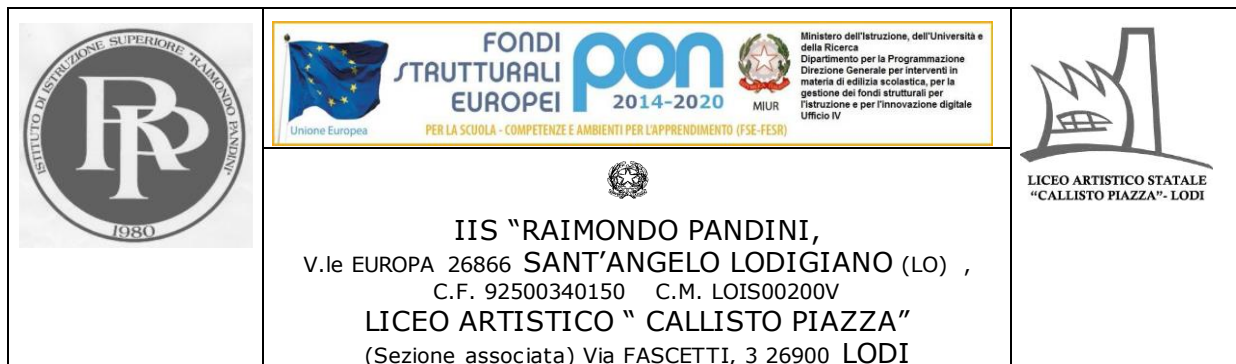 ISTITUTO DI ISTRUZIONE SUPERIORE "RAIMONDO PANDINI"
1980
FONDI
STRUTTURALI
EUROPEI
pon
2014-2020
MIUR
Unione Europea
Ministero dell'Istruzione, dell'Università e
della Ricerca
Dipartimento per la Programmazione
Direzione Generale per interventi in
materia di edilizia scolastica, per la
gestione dei fondi strutturali per
l'istruzione e per l'innovazione digitale
Ufficio IV
PER LA SCUOLA - COMPETENZE E AMBIENTI PER L'APPRENDIMENTO (FSE-FESR)
LICEO ARTISTICO STATALE
"CALLISTO PIAZZA"- LODI
IIS "RAIMONDO PANDINI,
V.le EUROPA 26866 SANT'ANGELO LODIGIANO (LO) ,
C.F. 92500340150 C.M. LOIS00200V
LICEO ARTISTICO " CALLISTO PIAZZA"
(Sezione associata) Via FASCETTI, 3 26900 LODI